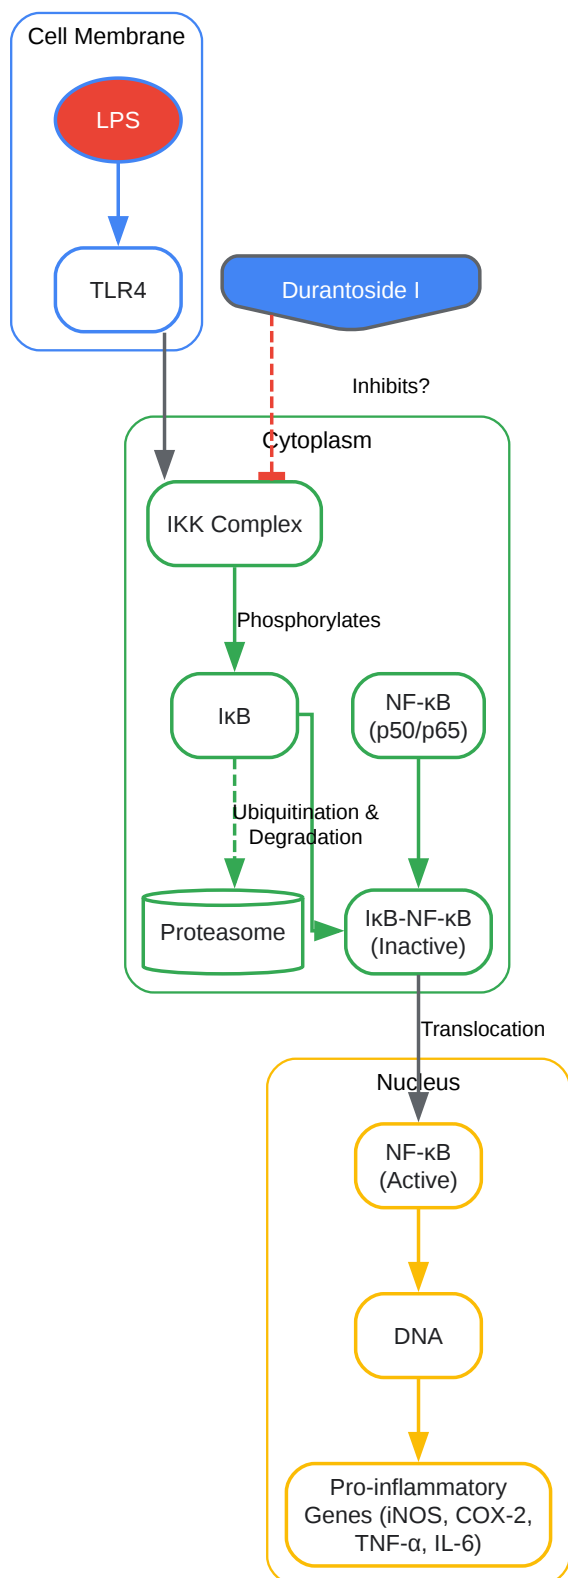 Cell Membrane
LPS
TLR4
Durantoside I
Inhibits?
Cytoplasm
IKK Complex
Phosphorylates
IκB
NF-κB
(p50/p65)
Ubiquitination &
Degradation
Proteasome
IκB-NF-κB
(Inactive)
Translocation
Nucleus
NF-κB
(Active)
DNA
Pro-inflammatory
Genes (iNOS, COX-2,
TNF-α, IL-6)